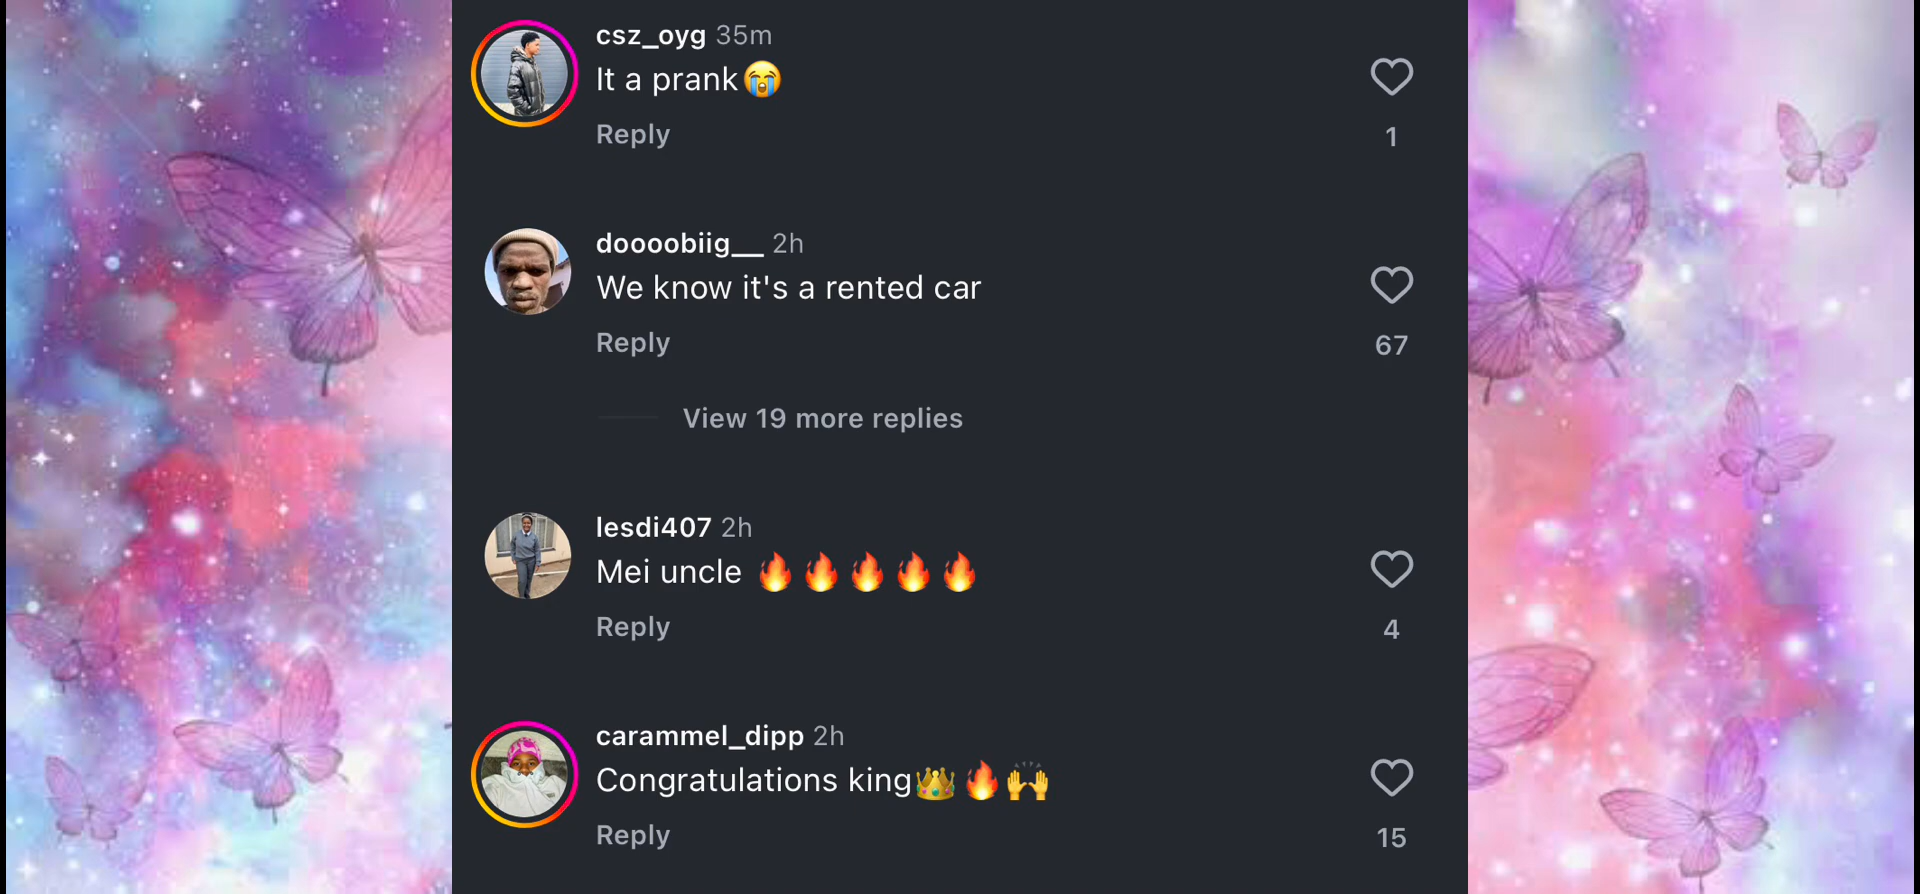 csz_oyg 35m
It a prank😭
Reply
1
doooobiig__ 2h
We know it's a rented car
Reply
67
View 19 more replies
lesdi407 2h
Mei uncle 🔥🔥🔥🔥🔥
Reply
4
carammel_dipp 2h
Congratulations king👑🔥🙌
Reply
15